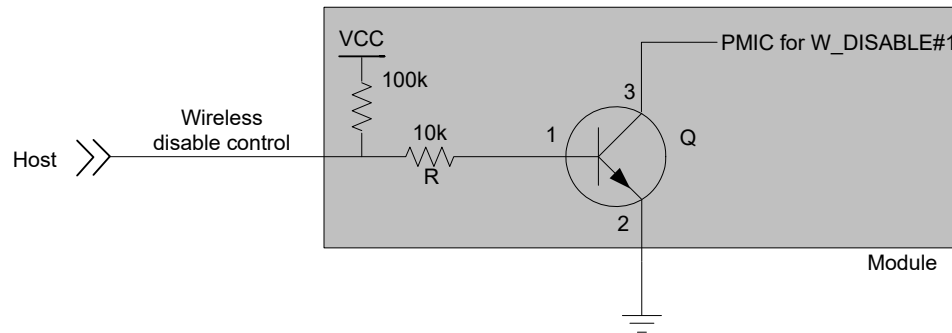 VCC
PMIC for W_DISABLE#1
100k
3
Wireless
disable control
10k
1
Q
Host
R
2
Module